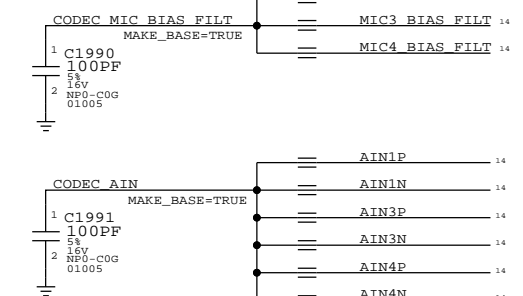 CODEC_MIC_BIAS_FILT
MAKE_BASE=TRUE
MIC3_BIAS_FILT 14
MIC4_BIAS_FILT 14
1
C1990
100PF
5%
16V
2
NP0-C0G
01005
AIN1P 14
CODEC_AIN
AIN1N 14
MAKE_BASE=TRUE
1
C1991
100PF
5%
16V
2
NP0-C0G
01005
AIN3P 14
AIN3N 14
AIN4P 14
AIN4N 14